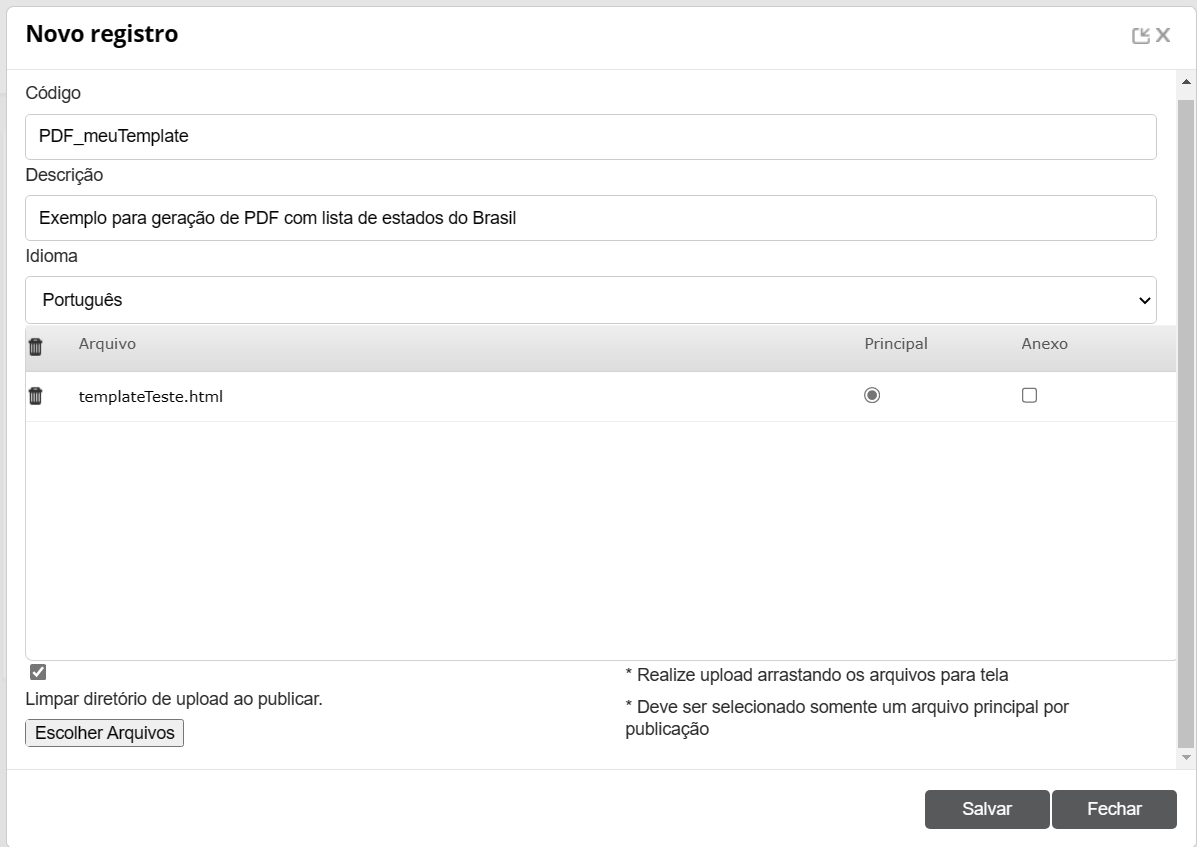 Novo registro
Código
PDF_meuTemplate
Descrição
Exemplo para geração de PDF com lista de estados do Brasil
Idioma
Português
Arquivo Principal Anexo
templateTeste.html
Limpar diretório de upload ao publicar.
Escolher Arquivos
* Realize upload arrastando os arquivos para tela
* Deve ser selecionado somente um arquivo principal por
publicação
Salvar Fechar